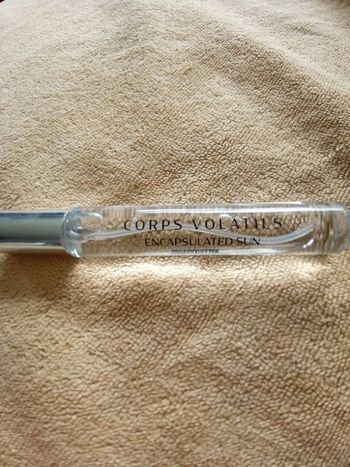 CORPS VOLATILS
ENCAPSULATED SUN